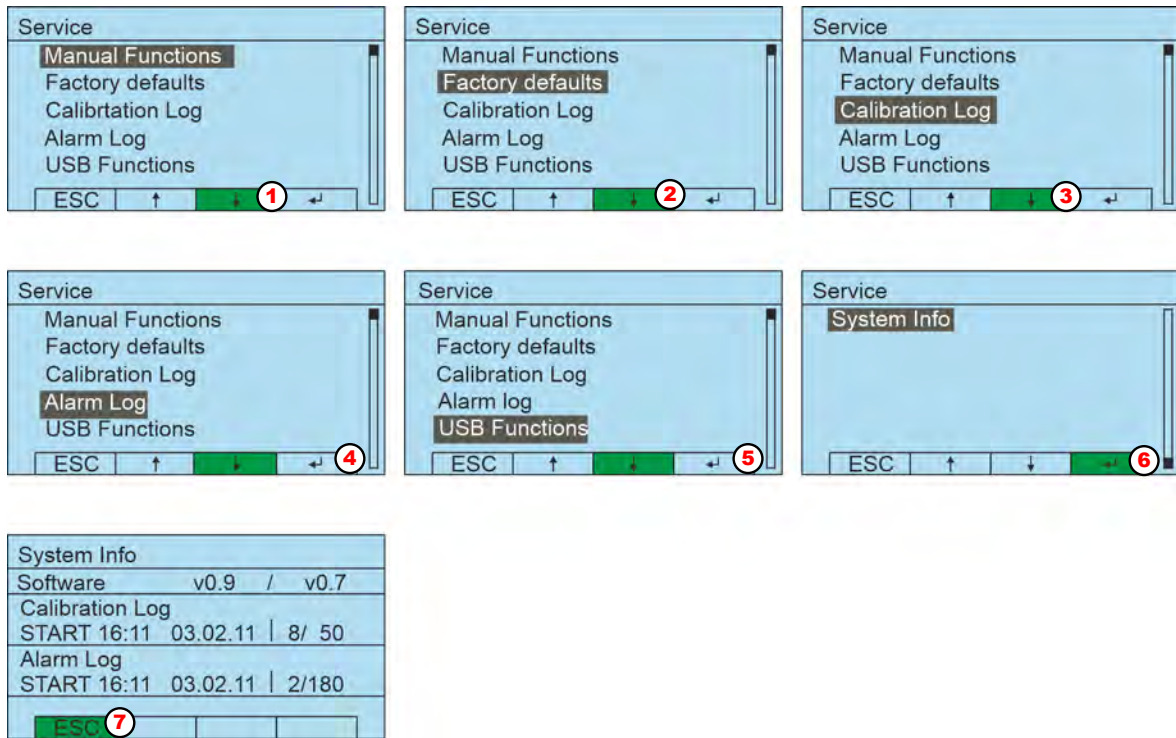 Service
Manual Functions
Factory defaults
Calibrtation Log
Alarm Log
USB Functions
ESC ↑ ↓ 1 ↵
Service
Manual Functions
Factory defaults
Calibration Log
Alarm Log
USB Functions
ESC ↑ ↓ 2 ↵
Service
Manual Functions
Factory defaults
Calibration Log
Alarm Log
USB Functions
ESC ↑ ↓ 3 ↵
Service
Manual Functions
Factory defaults
Calibration Log
Alarm Log
USB Functions
ESC ↑ ↓ ↵ 4
Service
Manual Functions
Factory defaults
Calibration Log
Alarm log
USB Functions
ESC ↑ ↓ ↵ 5
Service
System Info
ESC ↑ ↓ ↵ 6
System Info
Software v0.9 / v0.7
Calibration Log
START 16:11 03.02.11 | 8/ 50
Alarm Log
START 16:11 03.02.11 | 2/180
ESC 7